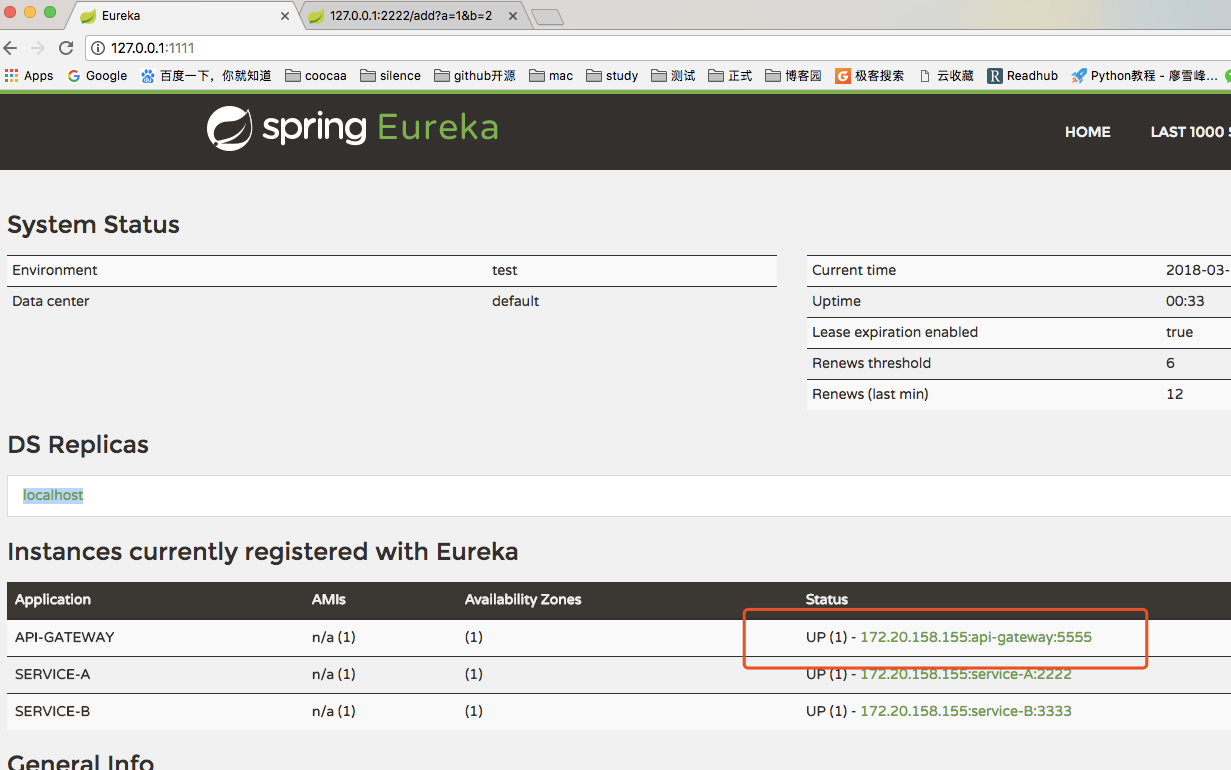 Eureka
127.0.0.1:2222/add?a=1&b=2
127.0.0.1:1111
Apps Google 百度一下，你就知道 coocaa silence github开源 mac study 测试 正式 博客园 G 极客搜索 云收藏 R Readhub Python教程 - 廖雪峰...
spring Eureka
HOME LAST 1000 S
System Status
Environment test
Data center default
Current time 2018-03-
Uptime 00:33
Lease expiration enabled true
Renews threshold 6
Renews (last min) 12
DS Replicas
localhost
Instances currently registered with Eureka
Application AMIs Availability Zones Status
API-GATEWAY n/a (1) (1) UP (1) - 172.20.158.155:api-gateway:5555
SERVICE-A n/a (1) (1) UP (1) - 172.20.158.155:service-A:2222
SERVICE-B n/a (1) (1) UP (1) - 172.20.158.155:service-B:3333
General Info